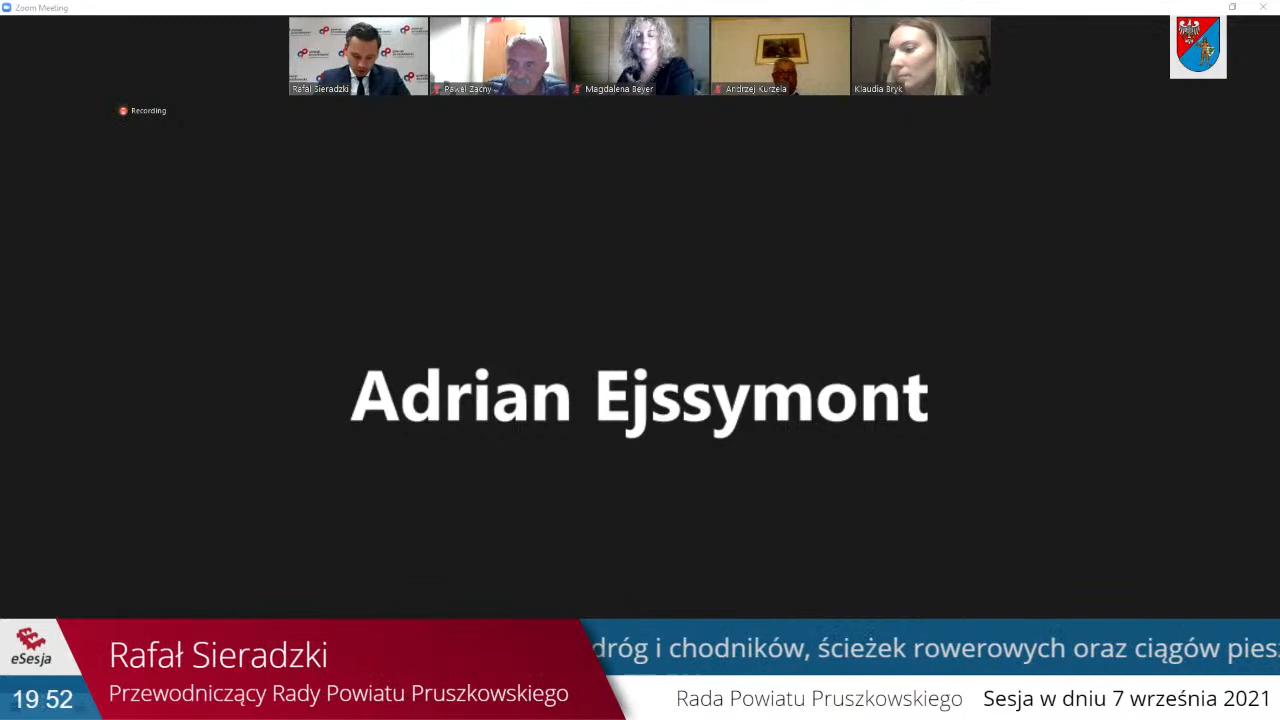 Zoom Meeting
Rafał Sieradzki
Paweł Zacny
Magdalena Beyer
Andrzej Kurzela
Klaudia Bryk
Recording
Adrian Ejssymont
eSesja
Rafał Sieradzki
dróg i chodników, ścieżek rowerowych oraz ciągów piesz
19 52
Przewodniczący Rady Powiatu Pruszkowskiego
Rada Powiatu Pruszkowskiego Sesja w dniu 7 września 2021